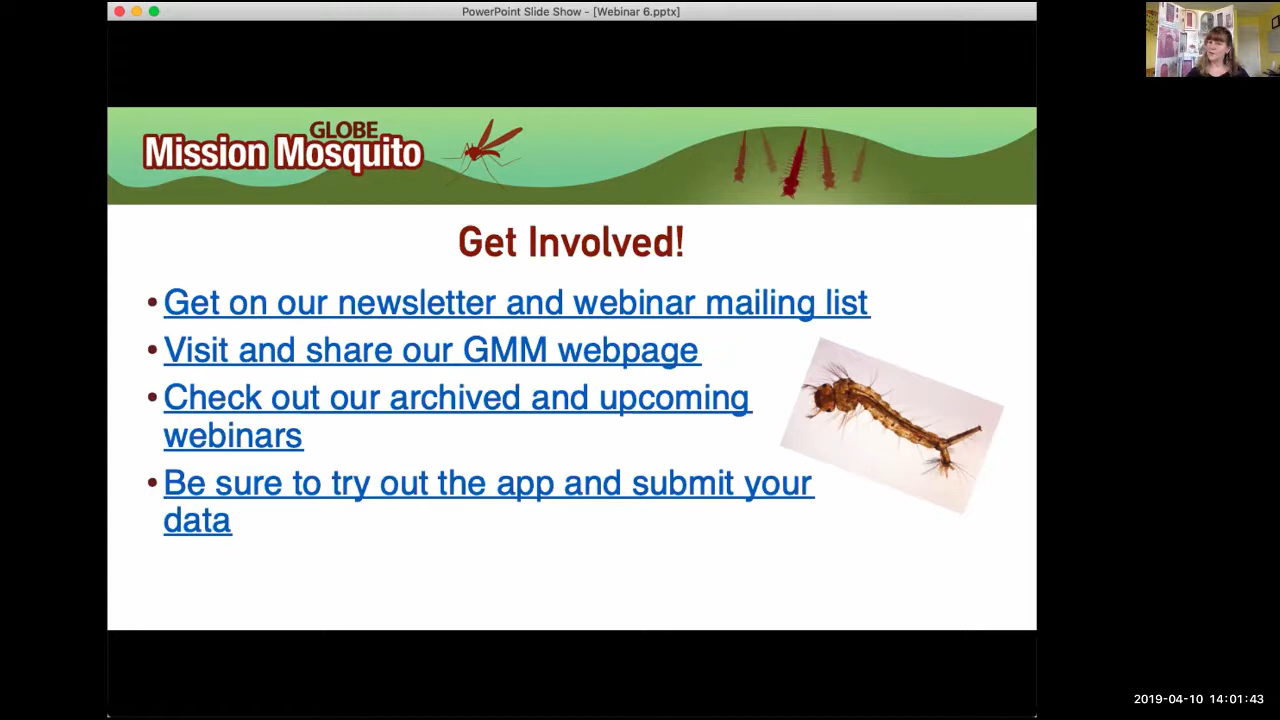 PowerPoint Slide Show - [Webinar 6.pptx]
GLOBE
Mission Mosquito
Get Involved!
• Get on our newsletter and webinar mailing list
• Visit and share our GMM webpage
• Check out our archived and upcoming
webinars
• Be sure to try out the app and submit your
data
2019-04-10 14:01:43